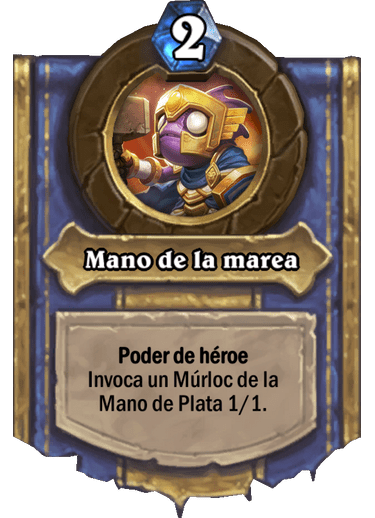 2
Mano de la marea
Poder de héroe
Invoca un Múrloc de la
Mano de Plata 1/1.